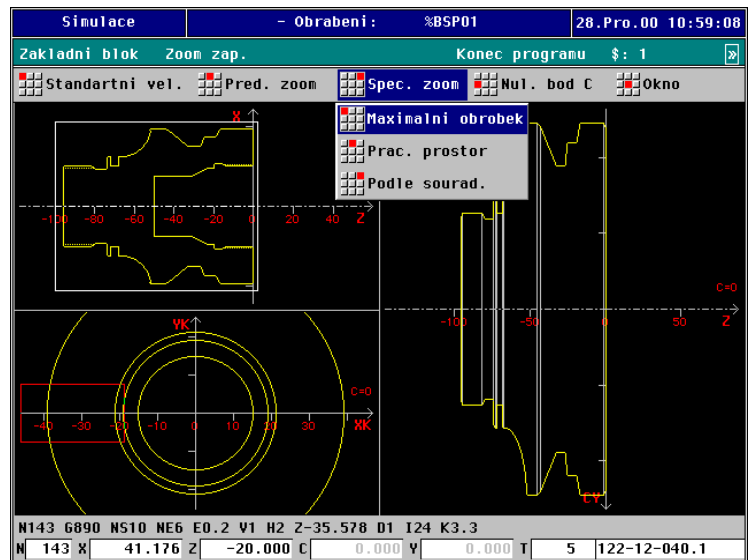 Simulace - Obrabeni: %BSP01 28.Pro.00 10:59:08
Zakladni blok Zoom zap. Konec programu $: 1 »
Standartni vel. Pred. zoom Spec. zoom Nul. bod C Okno
Maximalni obrobek
Prac. prostor
Podle sourad.
X
-100 -80 -60 -40 -20 0 20 40 Z
C=0
-100 -50 0 50 Z
YK
C=0
-40 -30 -20 -10 0 10 30 XK
CY
N143 G890 NS10 NE6 E0.2 V1 H2 Z-35.578 D1 I24 K3.3
N 143 X 41.176 Z -20.000 C 0.000 Y 0.000 T 5 122-12-040.1